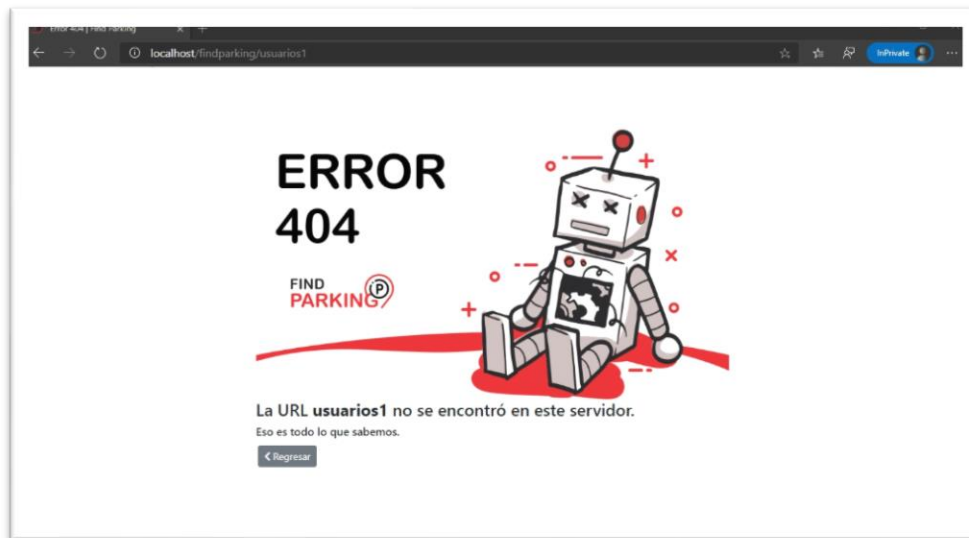 Error 404 | Find Parking
localhost/findparking/usuarios1
InPrivate
ERROR
404
FIND
PARKING
P
La URL usuarios1 no se encontró en este servidor.
Eso es todo lo que sabemos.
Regresar